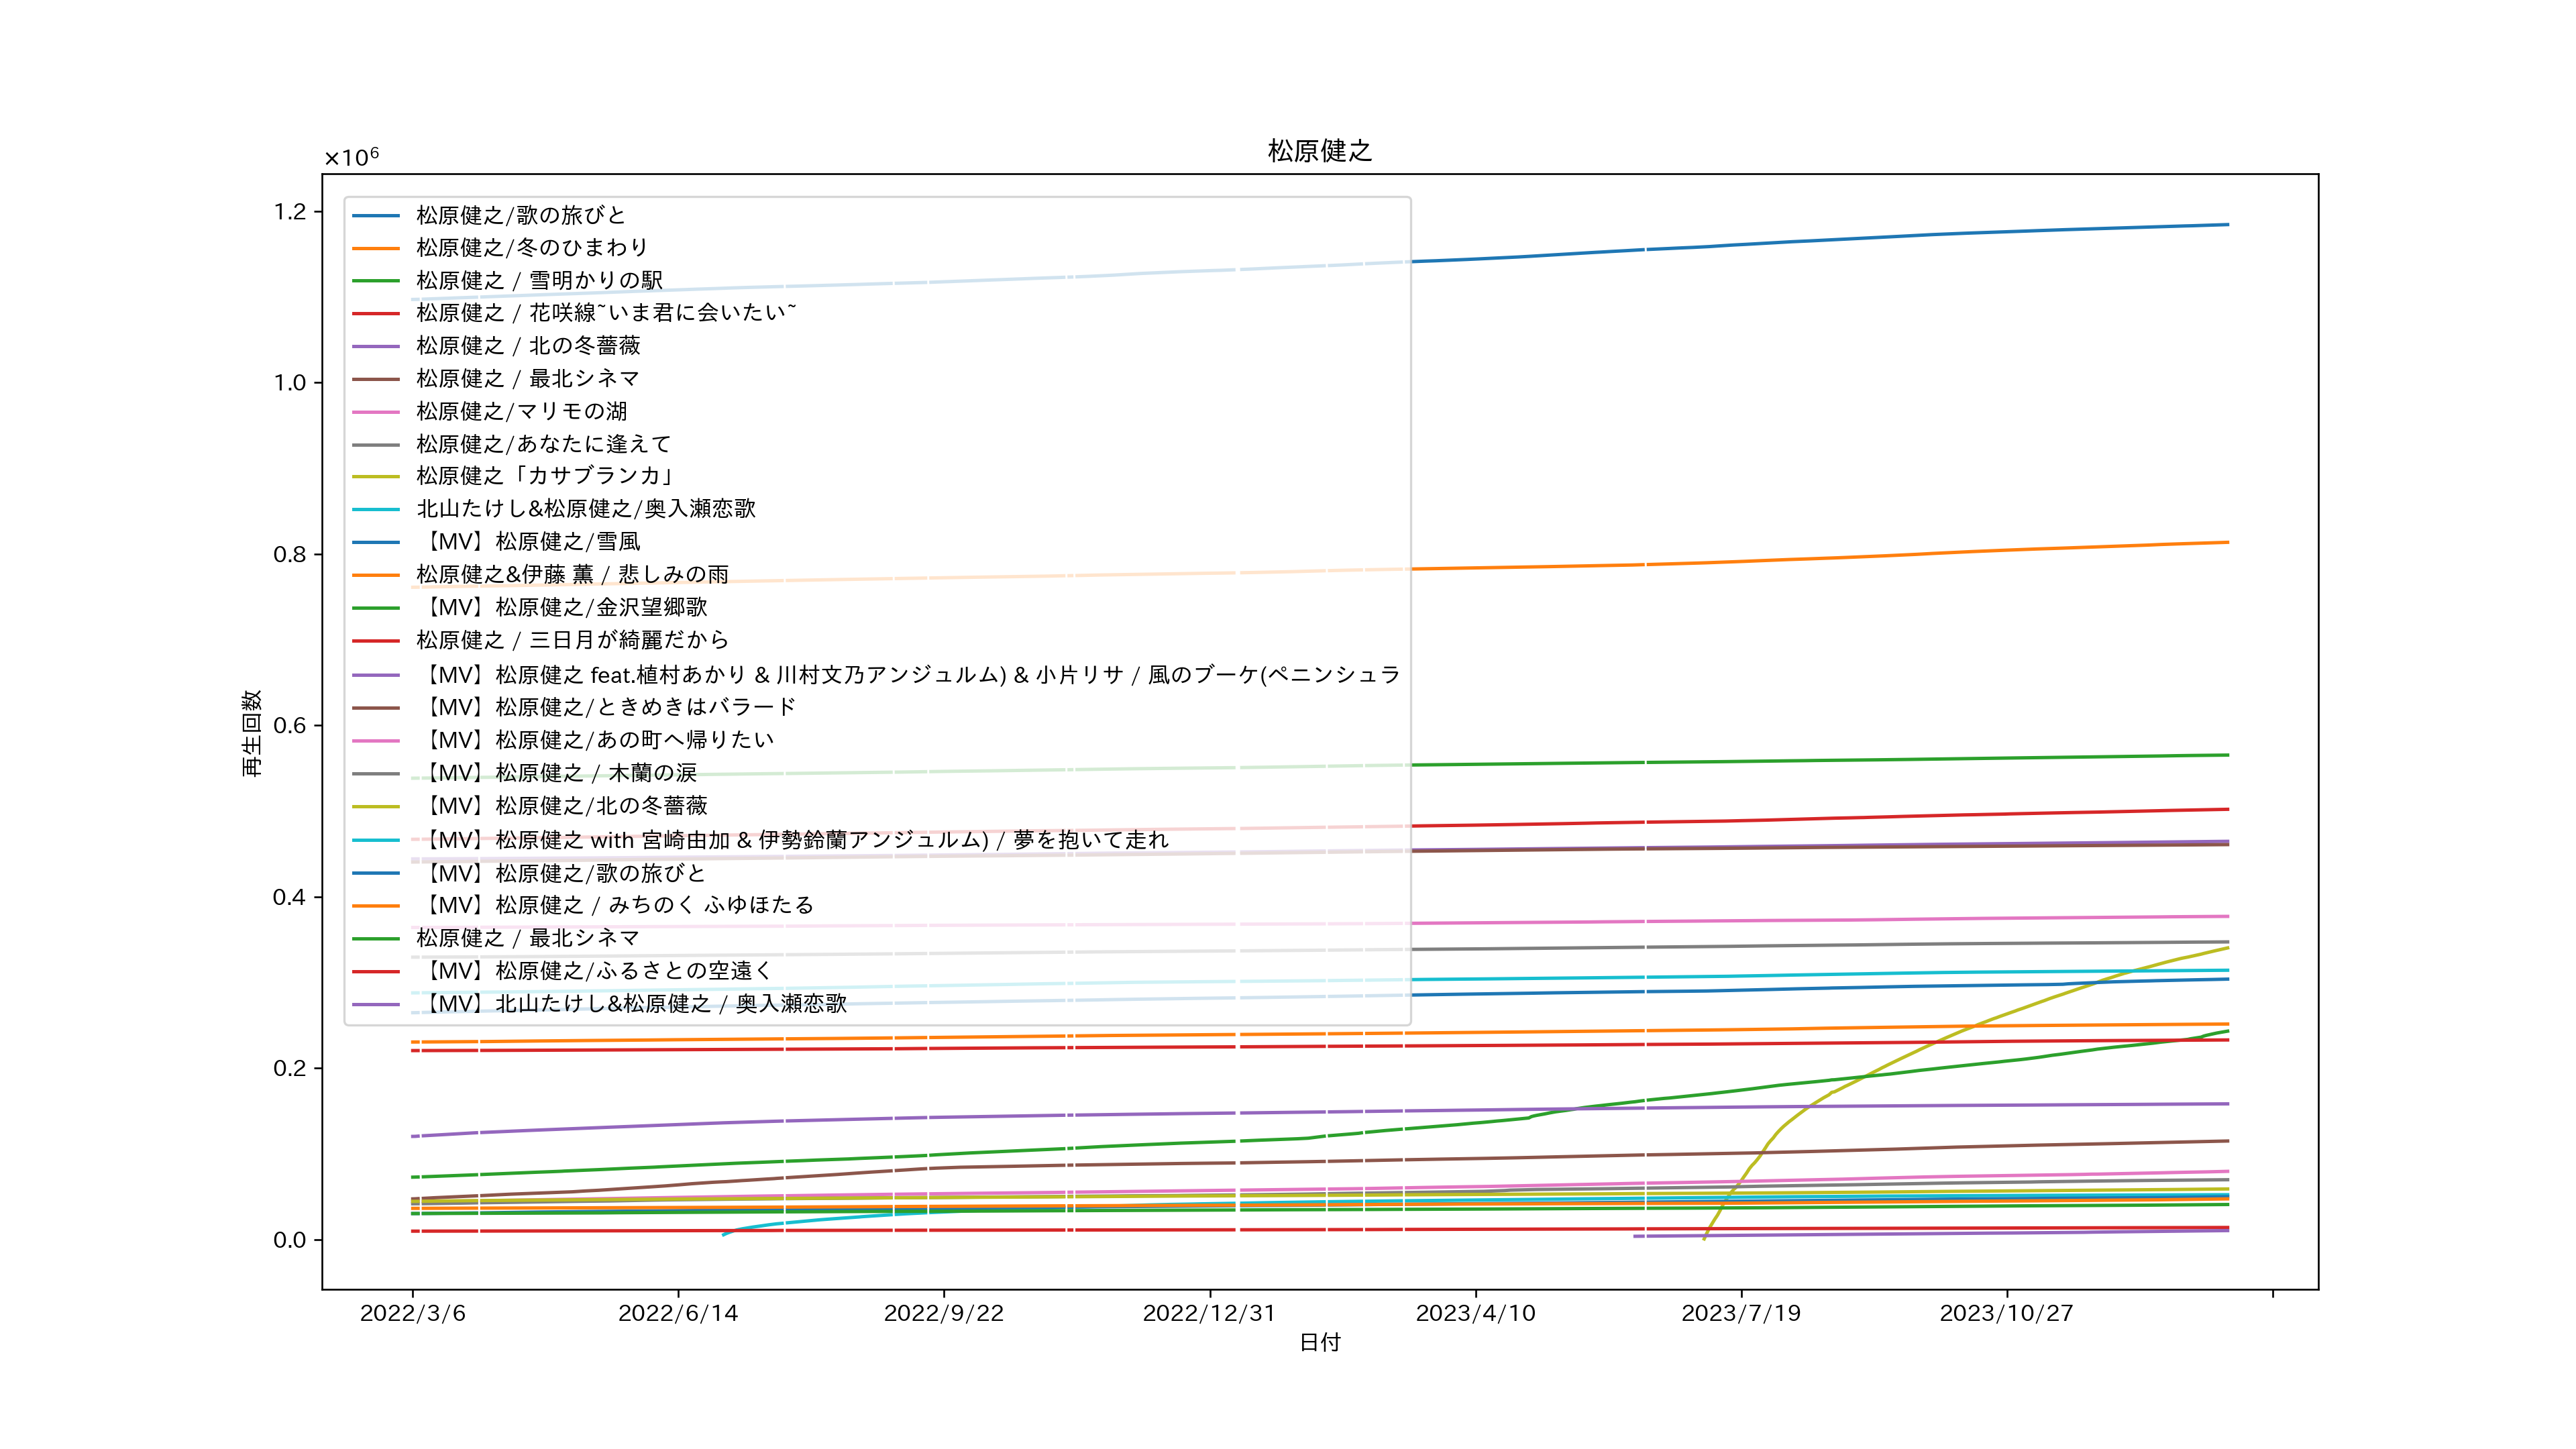 松原健之
×10⁶
1.2
1.0
0.8
0.6
0.4
0.2
0.0
再生回数
松原健之/歌の旅びと
松原健之/冬のひまわり
松原健之 / 雪明かりの駅
松原健之 / 花咲線~いま君に会いたい~
松原健之 / 北の冬薔薇
松原健之 / 最北シネマ
松原健之/マリモの湖
松原健之/あなたに逢えて
松原健之「カサブランカ」
北山たけし&松原健之/奥入瀬恋歌
【MV】松原健之/雪風
松原健之&伊藤 薫 / 悲しみの雨
【MV】松原健之/金沢望郷歌
松原健之 / 三日月が綺麗だから
【MV】松原健之 feat.植村あかり & 川村文乃アンジュルム) & 小片リサ / 風のブーケ(ペニンシュラ
【MV】松原健之/ときめきはバラード
【MV】松原健之/あの町へ帰りたい
【MV】松原健之 / 木蘭の涙
【MV】松原健之/北の冬薔薇
【MV】松原健之 with 宮崎由加 & 伊勢鈴蘭アンジュルム) / 夢を抱いて走れ
【MV】松原健之/歌の旅びと
【MV】松原健之 / みちのく ふゆほたる
松原健之 / 最北シネマ
【MV】松原健之/ふるさとの空遠く
【MV】北山たけし&松原健之 / 奥入瀬恋歌
2022/3/6
2022/6/14
2022/9/22
2022/12/31
2023/4/10
2023/7/19
2023/10/27
日付